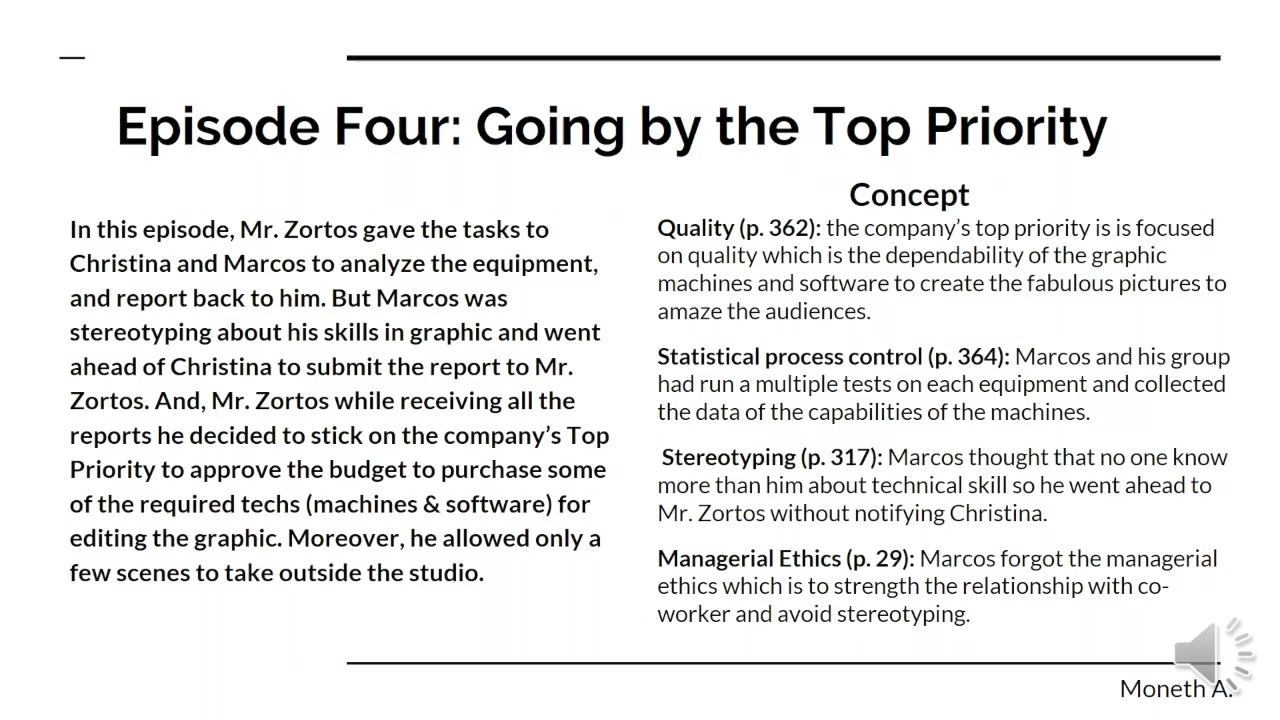 Episode Four: Going by the Top Priority
In this episode, Mr. Zortos gave the tasks to
Christina and Marcos to analyze the equipment,
and report back to him. But Marcos was
stereotyping about his skills in graphic and went
ahead of Christina to submit the report to Mr.
Zortos. And, Mr. Zortos while receiving all the
reports he decided to stick on the company’s Top
Priority to approve the budget to purchase some
of the required techs (machines & software) for
editing the graphic. Moreover, he allowed only a
few scenes to take outside the studio.
Concept
Quality (p. 362): the company’s top priority is is focused
on quality which is the dependability of the graphic
machines and software to create the fabulous pictures to
amaze the audiences.
Statistical process control (p. 364): Marcos and his group
had run a multiple tests on each equipment and collected
the data of the capabilities of the machines.
Stereotyping (p. 317): Marcos thought that no one know
more than him about technical skill so he went ahead to
Mr. Zortos without notifying Christina.
Managerial Ethics (p. 29): Marcos forgot the managerial
ethics which is to strength the relationship with co-
worker and avoid stereotyping.
Moneth A.